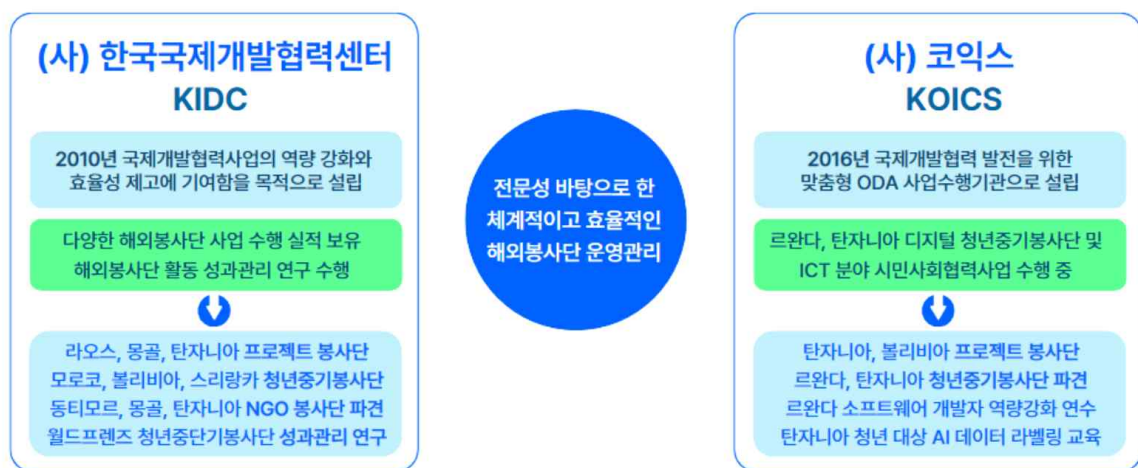 (사) 한국국제개발협력센터
KIDC
2010년 국제개발협력사업의 역량 강화와
효율성 제고에 기여함을 목적으로 설립
다양한 해외봉사단 사업 수행 실적 보유
해외봉사단 활동 성과관리 연구 수행
라오스, 몽골, 탄자니아 프로젝트 봉사단
모로코, 볼리비아, 스리랑카 청년중기봉사단
동티모르, 몽골, 탄자니아 NGO 봉사단 파견
월드프렌즈 청년중단기봉사단 성과관리 연구
전문성 바탕으로 한
체계적이고 효율적인
해외봉사단 운영관리
(사) 코익스
KOICS
2016년 국제개발협력 발전을 위한
맞춤형 ODA 사업수행기관으로 설립
르완다, 탄자니아 디지털 청년중기봉사단 및
ICT 분야 시민사회협력사업 수행 중
탄자니아, 볼리비아 프로젝트 봉사단
르완다, 탄자니아 청년중기봉사단 파견
르완다 소프트웨어 개발자 역량강화 연수
탄자니아 청년 대상 AI 데이터 라벨링 교육